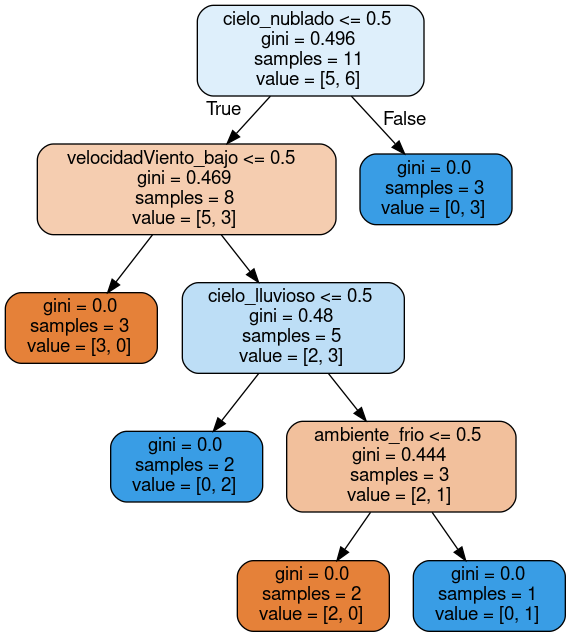 cielo_nublado <= 0.5
gini = 0.496
samples = 11
value = [5, 6]
True
False
velocidadViento_bajo <= 0.5
gini = 0.469
samples = 8
value = [5, 3]
gini = 0.0
samples = 3
value = [0, 3]
gini = 0.0
samples = 3
value = [3, 0]
cielo_lluvioso <= 0.5
gini = 0.48
samples = 5
value = [2, 3]
gini = 0.0
samples = 2
value = [0, 2]
ambiente_frio <= 0.5
gini = 0.444
samples = 3
value = [2, 1]
gini = 0.0
samples = 2
value = [2, 0]
gini = 0.0
samples = 1
value = [0, 1]